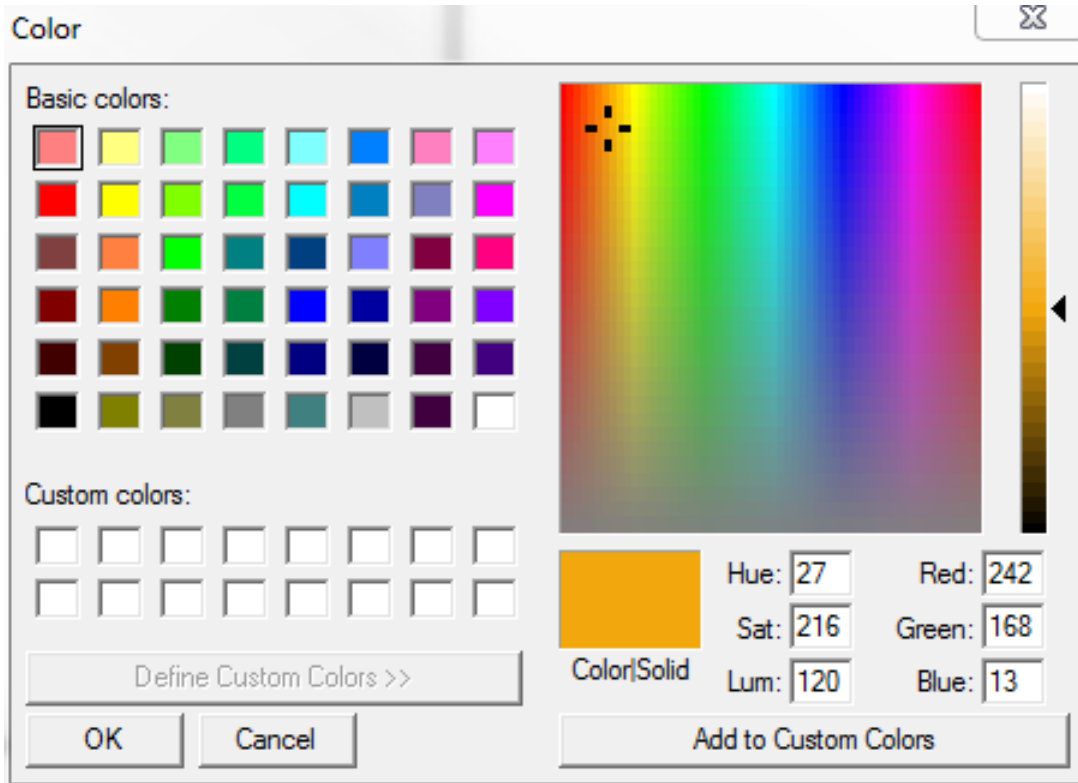 Color
Basic colors:
Custom colors:
Define Custom Colors >>
OK
Cancel
Color|Solid
Hue: 27
Red: 242
Sat: 216
Green: 168
Lum: 120
Blue: 13
Add to Custom Colors